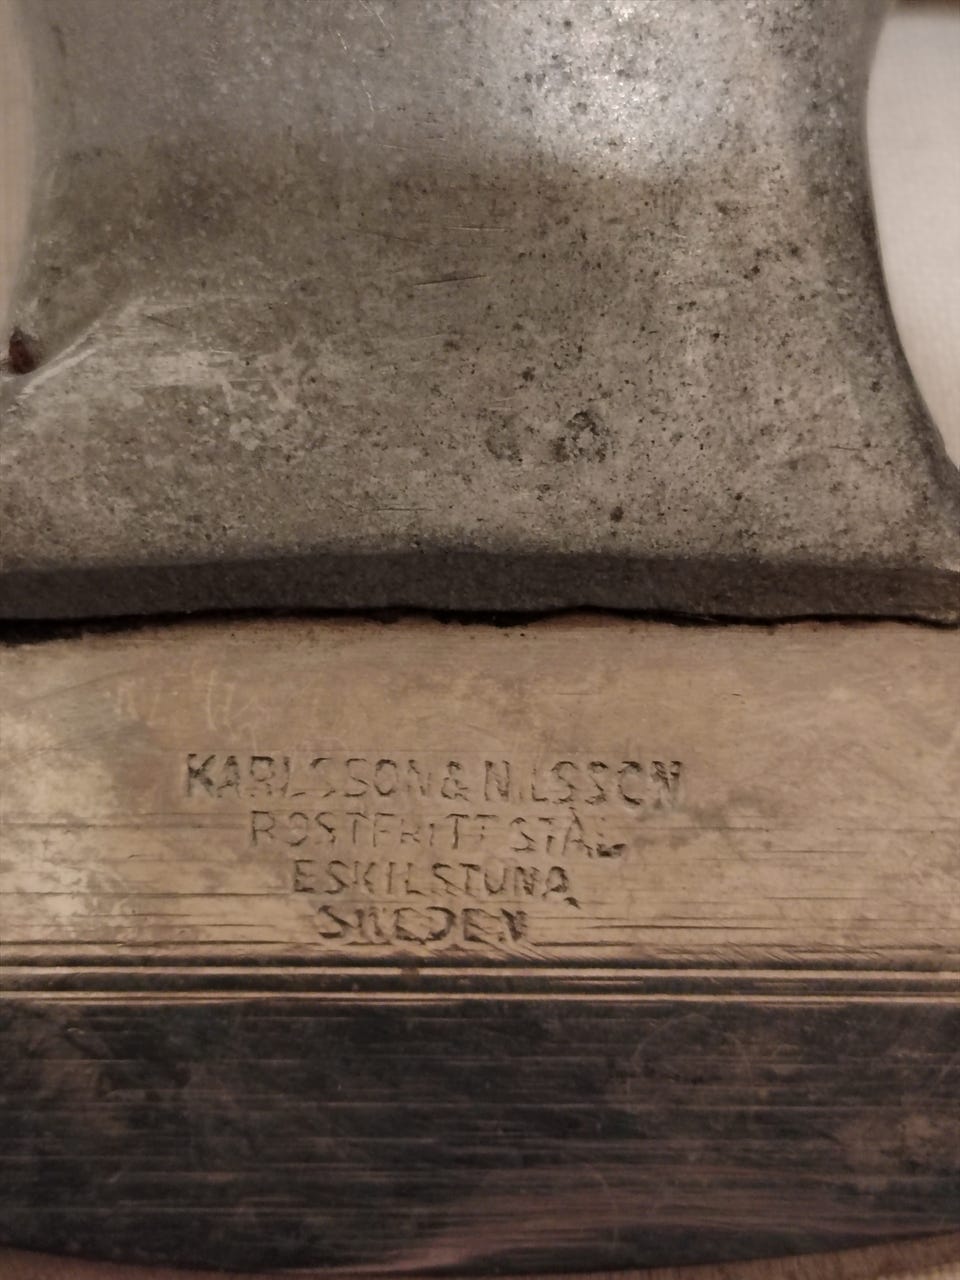 KARLSSON & NILSSON
ROSTFRITT STÅL
ESKILSTUNA
SWEDEN